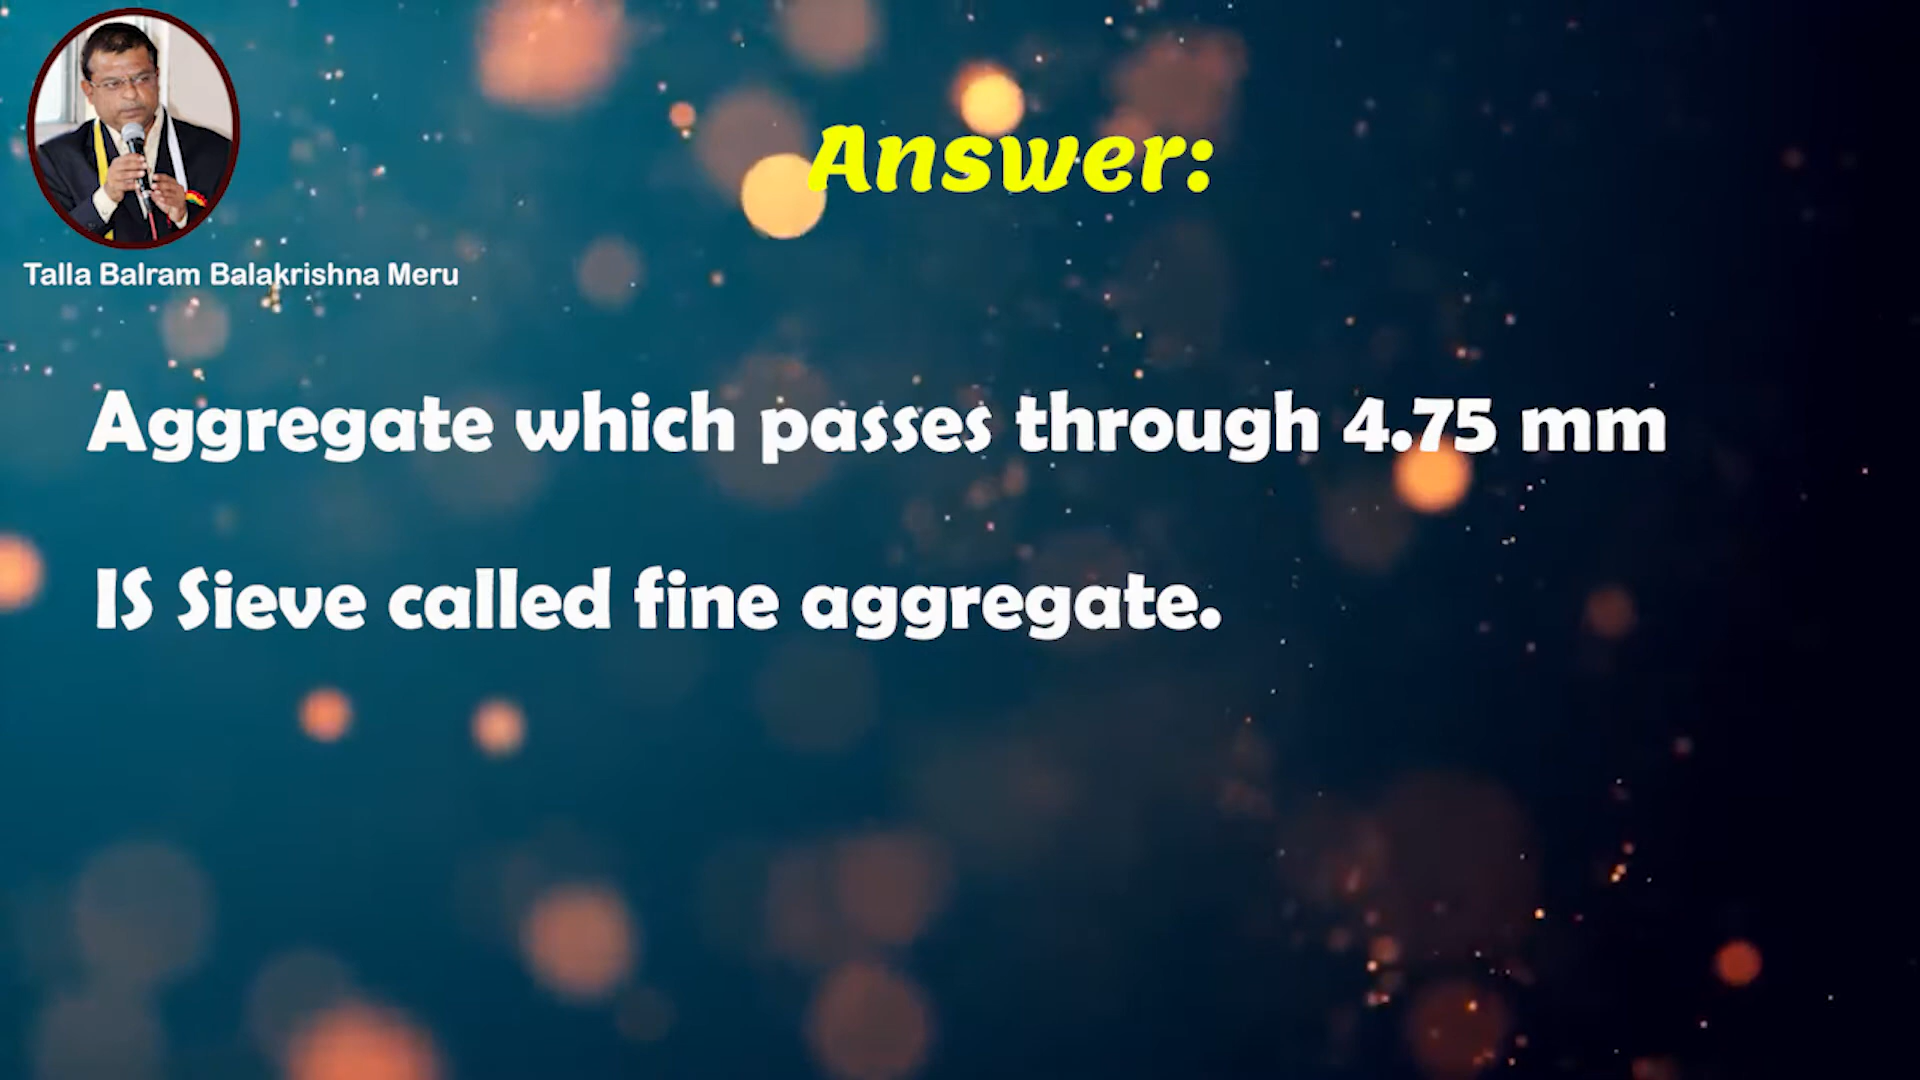 Answer:
Talla Balram Balakrishna Meru
Aggregate which passes through 4.75 mm
IS Sieve called fine aggregate.